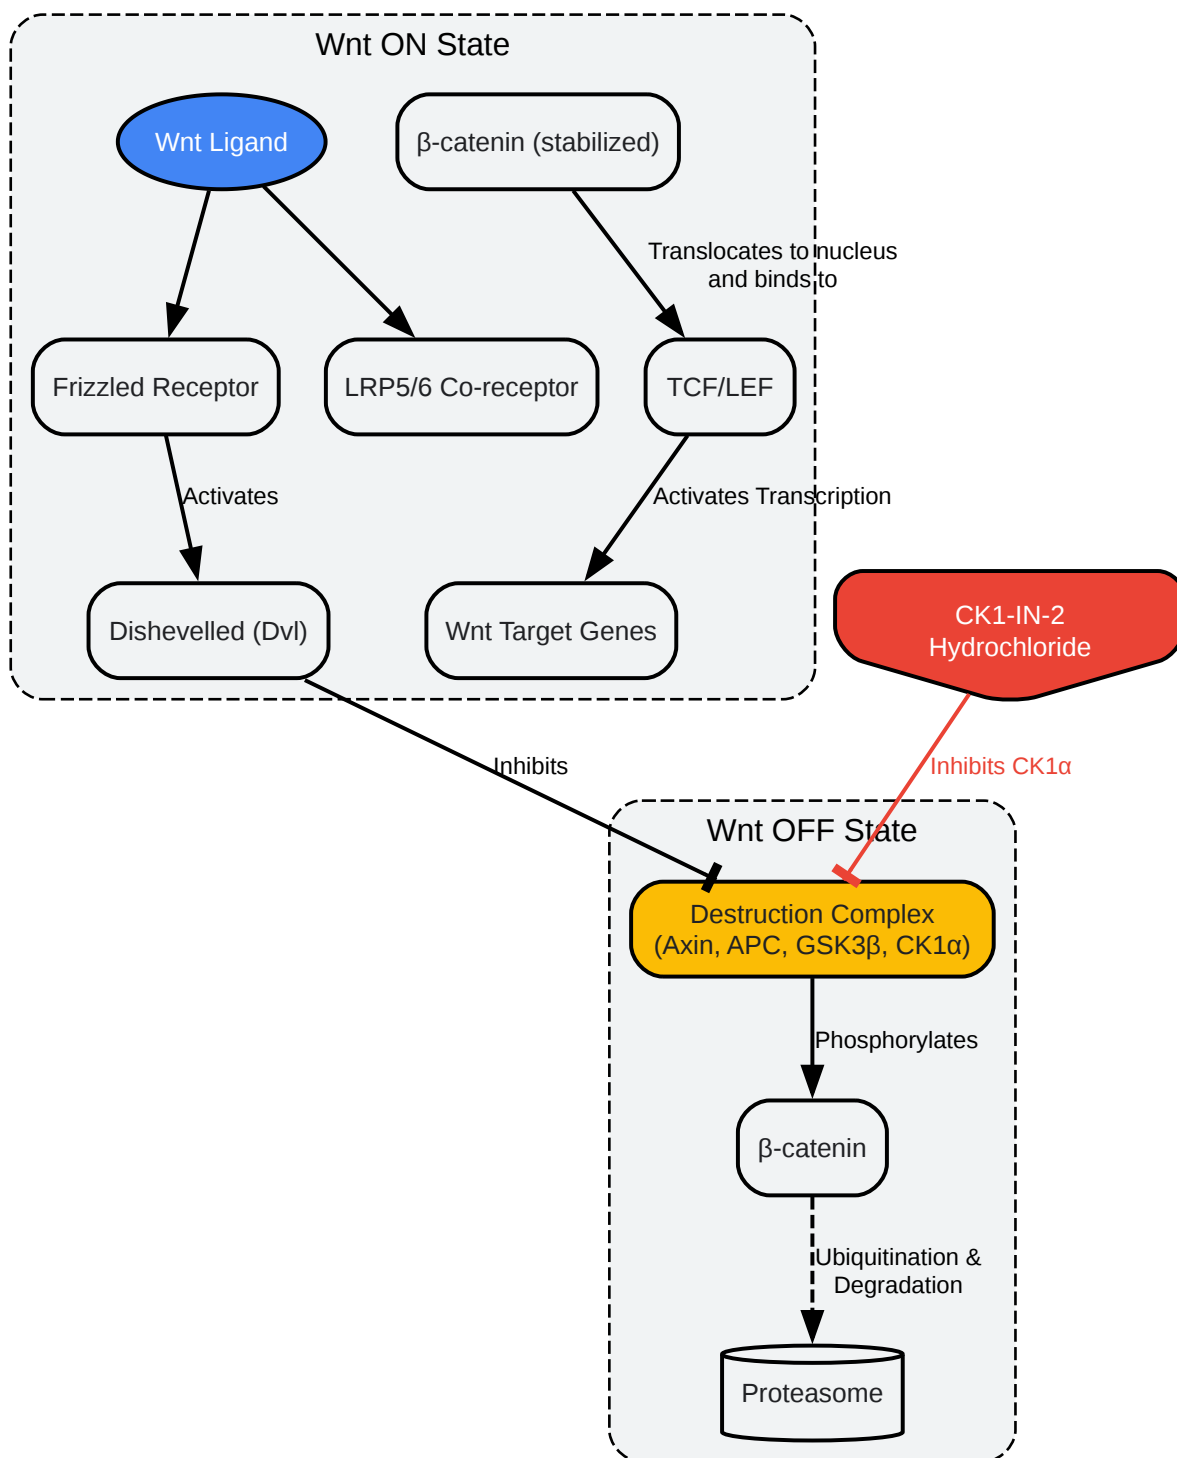 Wnt ON State
Wnt Ligand
β-catenin (stabilized)
Translocates to nucleus
and binds to
Frizzled Receptor
LRP5/6 Co-receptor
TCF/LEF
Activates
Activates Transcription
Dishevelled (Dvl)
Wnt Target Genes
CK1-IN-2
Hydrochloride
Inhibits
Inhibits CK1α
Wnt OFF State
Destruction Complex
(Axin, APC, GSK3β, CK1α)
Phosphorylates
β-catenin
Ubiquitination &
Degradation
Proteasome